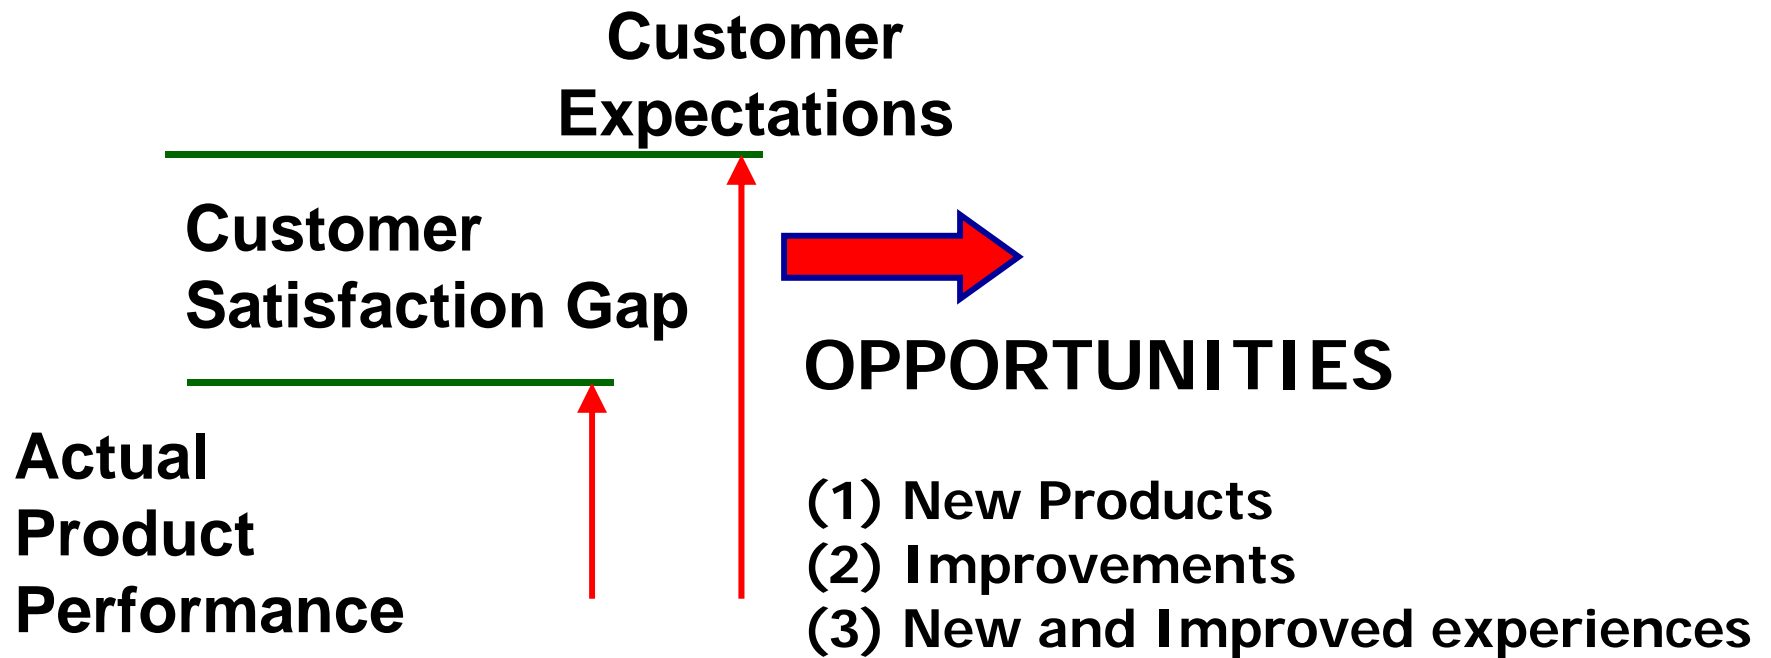 Customer
Expectations
Customer
Satisfaction Gap
OPPORTUNITIES
Actual
Product
Performance
(1) New Products
(2) Improvements
(3) New and Improved experiences